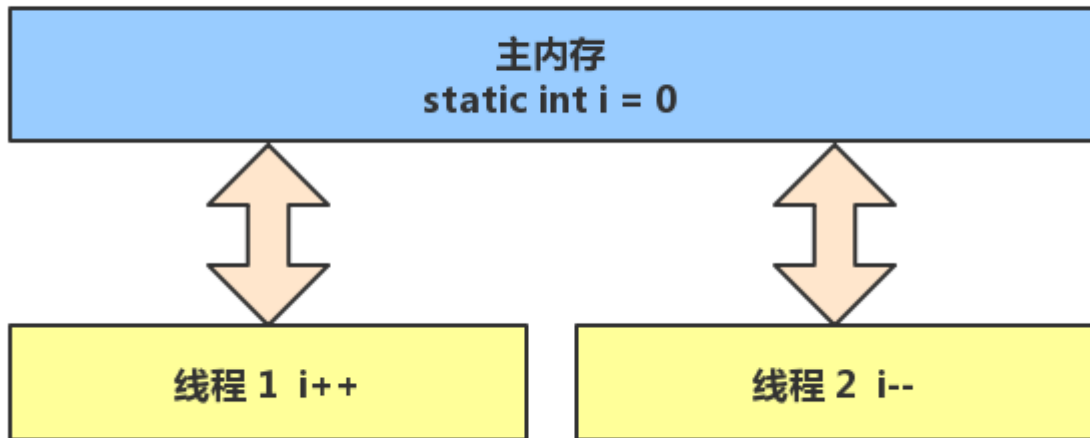 主内存
static int i = 0
线程 1 i++
线程 2 i--